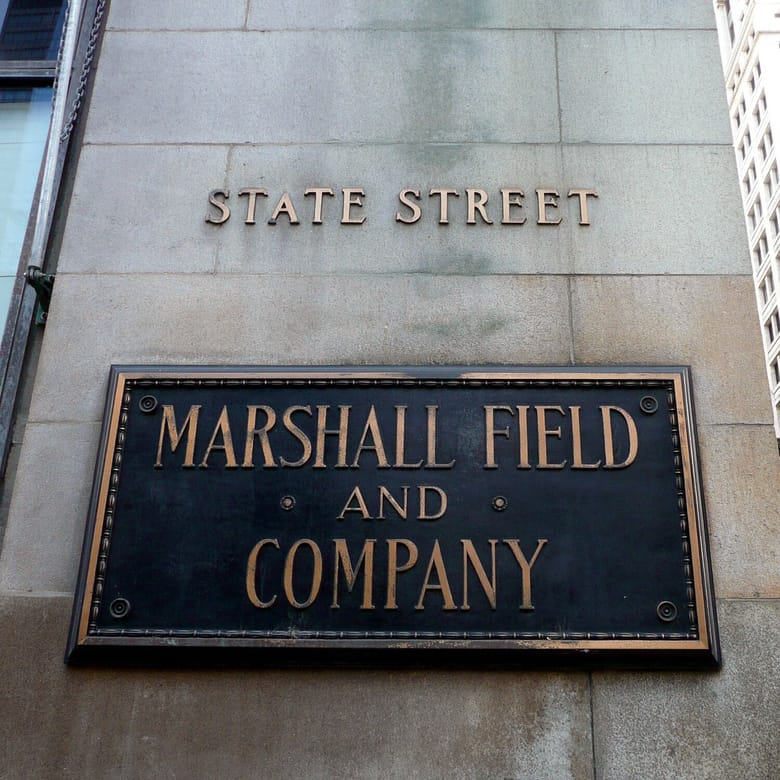 STATE STREET
MARSHALL FIELD
AND
COMPANY